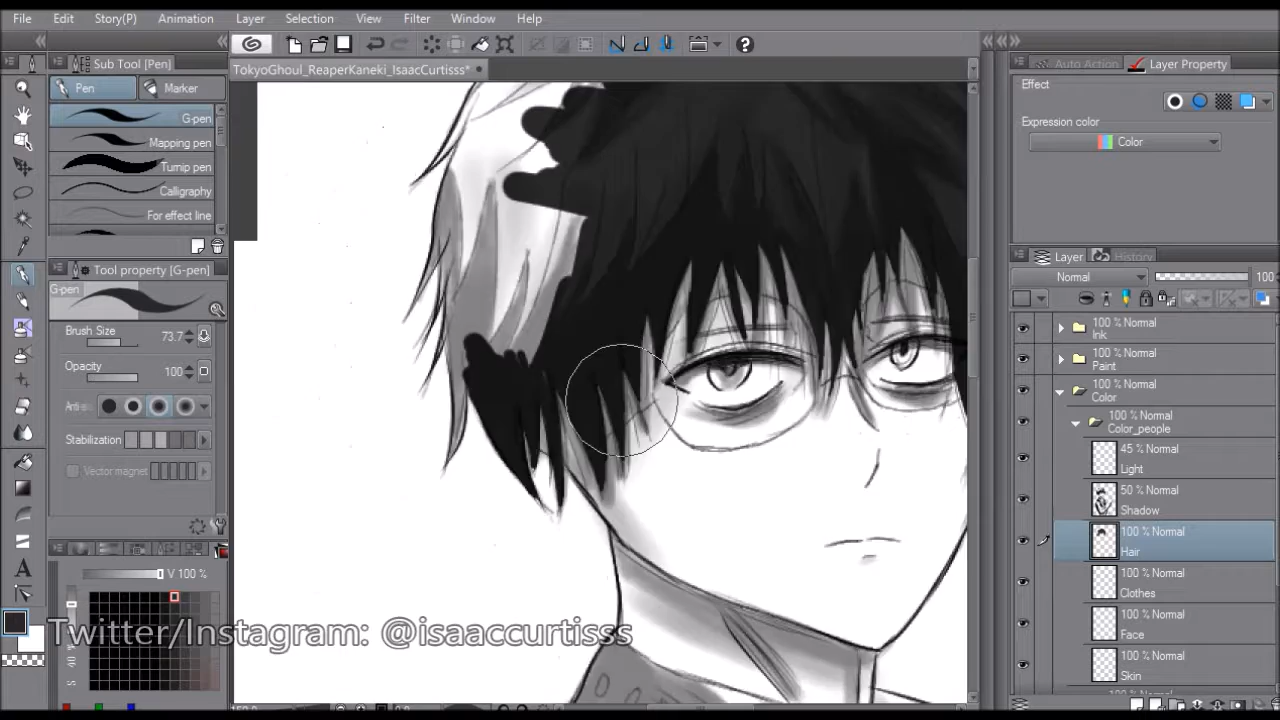 File Edit Story(P) Animation Layer Selection View Filter Window Help
Sub Tool [Pen]
Pen Marker
G-pen
Mapping pen
Turnip pen
Calligraphy
For effect line
Tool property [G-pen]
G-pen
Brush Size 73.7
Opacity 100
Anti-
Stabilization
Vector magnet
V 100 %
TokyoGhoul_ReaperKaneki_IsaacCurtisss*
Auto Action Layer Property
Effect
Expression color
Color
Layer History
Normal 100
100 % Normal
Ink
100 % Normal
Paint
100 % Normal
Color
100 % Normal
Color_people
45 % Normal
Light
50 % Normal
Shadow
100 % Normal
Hair
100 % Normal
Clothes
100 % Normal
Face
100 % Normal
Skin
Twitter/Instagram: @isaaccurtisss